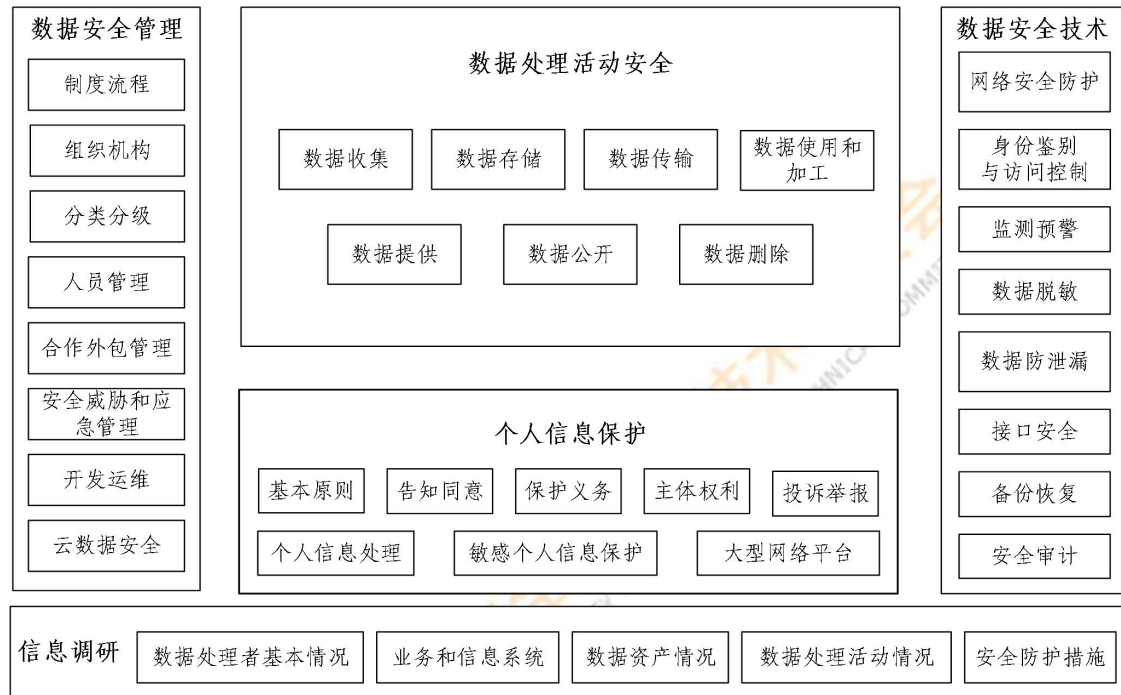 数据安全管理
制度流程
组织机构
分类分级
人员管理
合作外包管理
安全威胁和应
急管理
开发运维
云数据安全
数据处理活动安全
数据收集
数据存储
数据传输
数据使用和
加工
数据提供
数据公开
数据删除
个人信息保护
基本原则
告知同意
保护义务
主体权利
投诉举报
个人信息处理
敏感个人信息保护
大型网络平台
数据安全技术
网络安全防护
身份鉴别
与访问控制
监测预警
数据脱敏
数据防泄漏
接口安全
备份恢复
安全审计
信息调研
数据处理者基本情况
业务和信息系统
数据资产情况
数据处理活动情况
安全防护措施